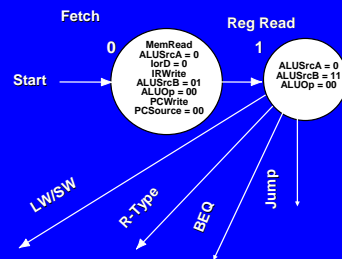 Fetch
Reg Read
0
1
Start
MemRead
ALUSrcA = 0
IorD = 0
IRWrite
ALUSrcB = 01
ALUOp = 00
PCWrite
PCSource = 00
ALUSrcA = 0
ALUSrcB = 11
ALUOp = 00
LW/SW
R-Type
BEQ
Jump